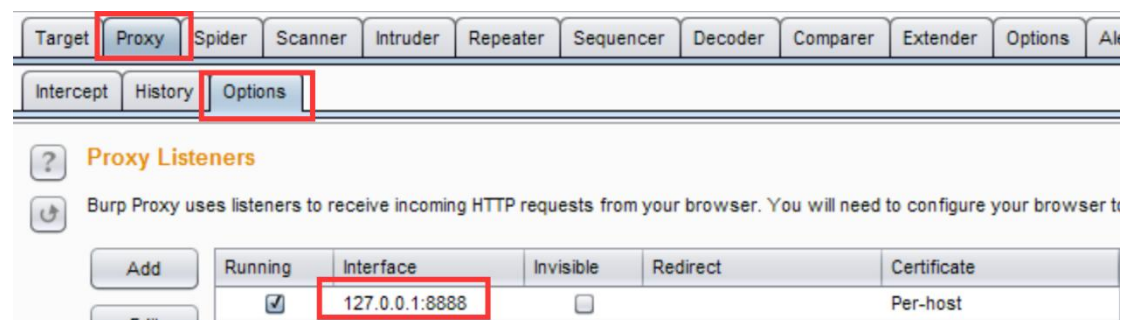 Target Proxy Spider Scanner Intruder Repeater Sequencer Decoder Comparer Extender Options
Intercept History Options
? Proxy Listeners
Burp Proxy uses listeners to receive incoming HTTP requests from your browser. You will need to configure your browser
Add Running Interface Invisible Redirect Certificate
127.0.0.1:8888 Per-host